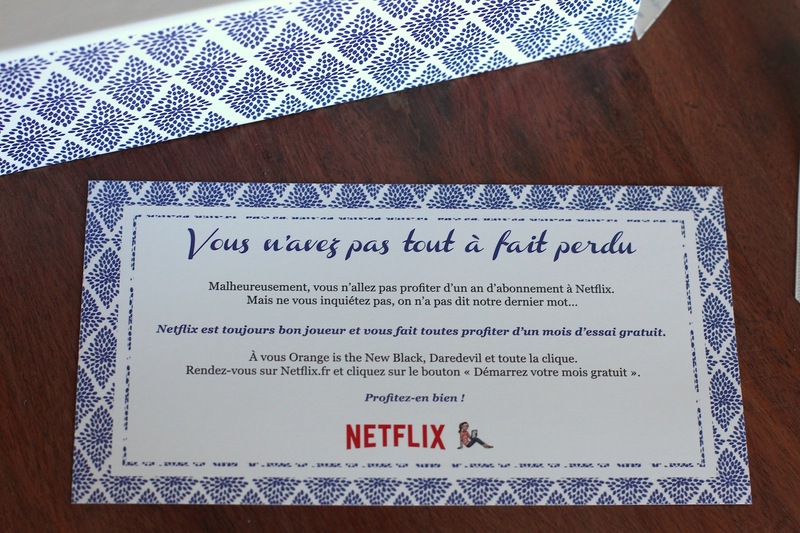 Vous n'avez pas tout à fait perdu
Malheureusement, vous n'allez pas profiter d'un an d'abonnement à Netflix.
Mais ne vous inquiétez pas, on n'a pas dit notre dernier mot...
Netflix est toujours bon joueur et vous fait toutes profiter d'un mois d'essai gratuit.
À vous Orange is the New Black, Daredevil et toute la clique.
Rendez-vous sur Netflix.fr et cliquez sur le bouton « Démarrez votre mois gratuit ».
Profitez-en bien !
NETFLIX